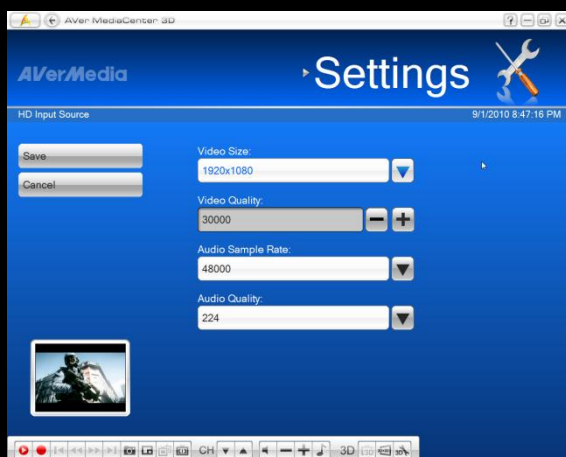 AVer MediaCenter 3D
AVerMedia
Settings
HD Input Source
9/1/2010 8:47:16 PM
Save
Cancel
Video Size:
1920x1080
Video Quality:
30000
Audio Sample Rate:
48000
Audio Quality:
224
CH
3D